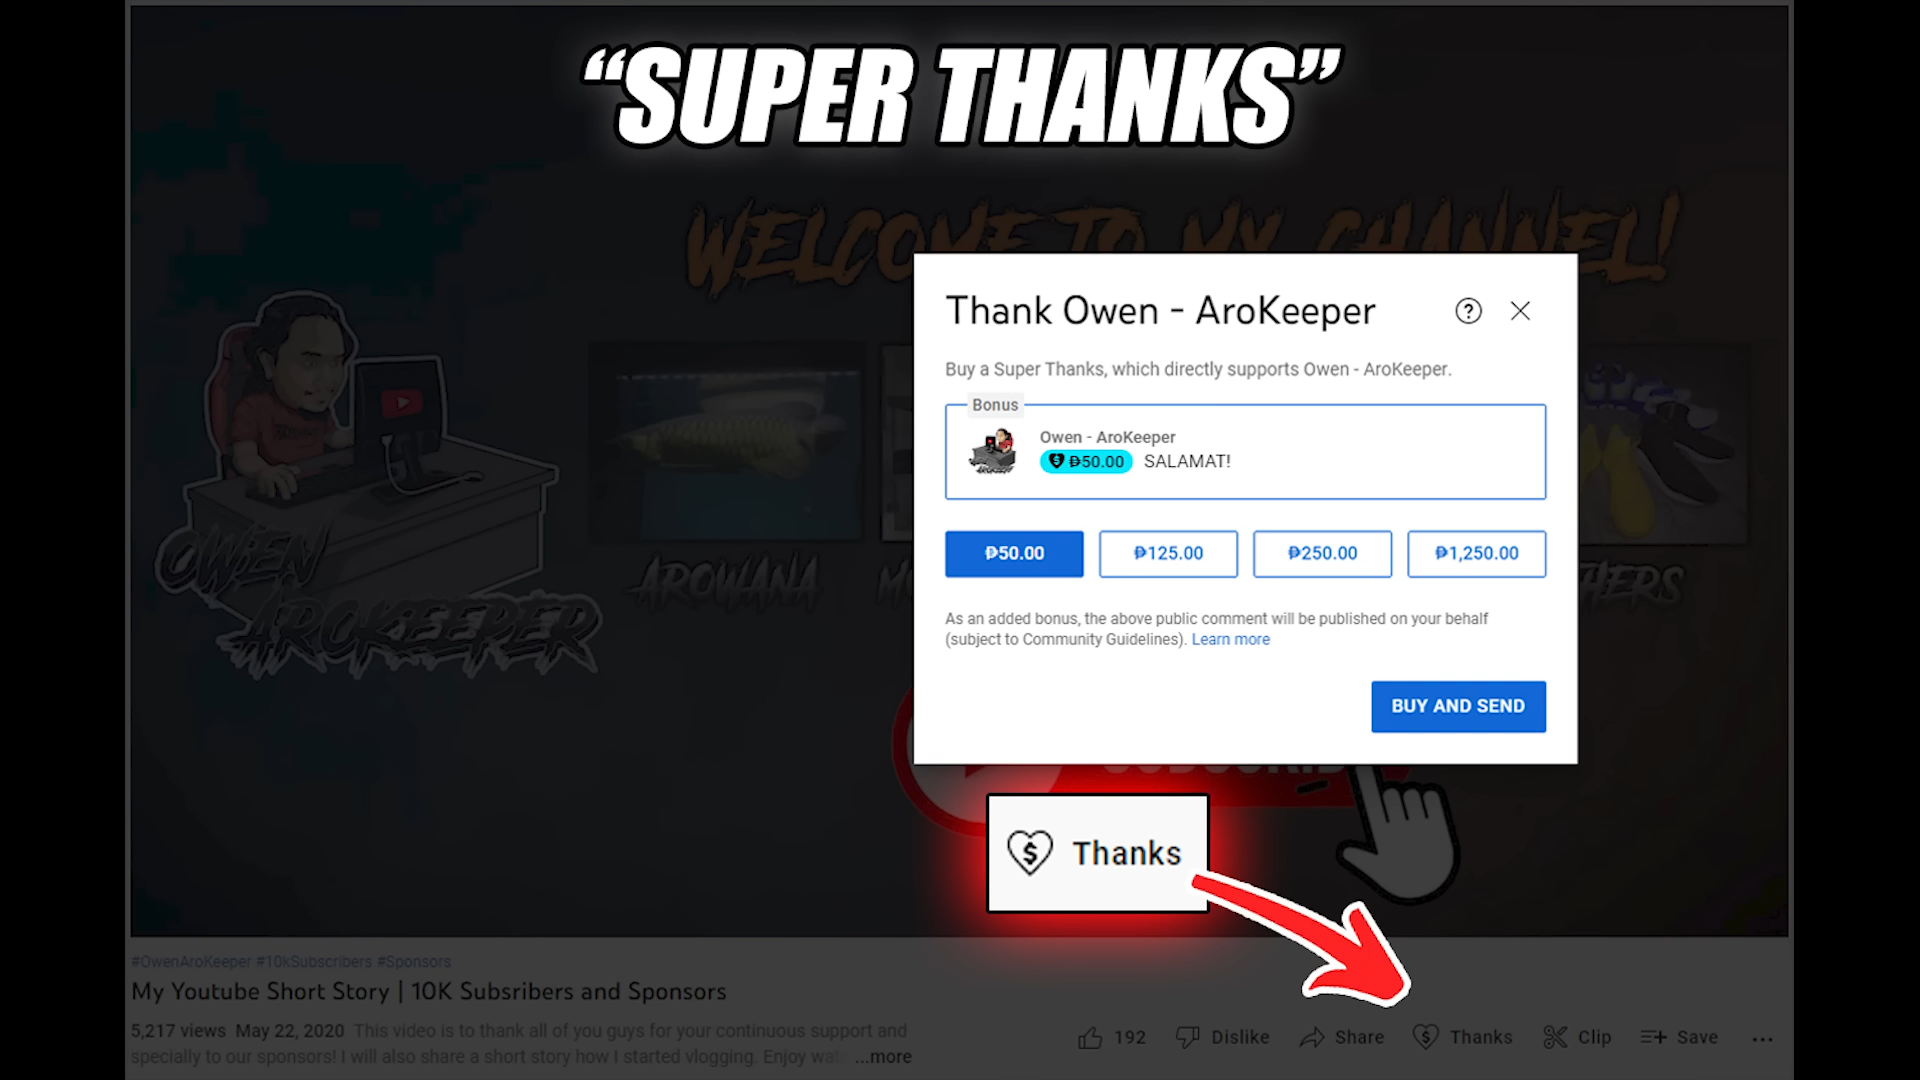 “SUPER THANKS”
WELCOME TO MY CHANNEL!
Thank Owen - AroKeeper
Buy a Super Thanks, which directly supports Owen - AroKeeper.
Bonus
Owen - AroKeeper
₱50.00 SALAMAT!
₱50.00 ₱125.00 ₱250.00 ₱1,250.00
As an added bonus, the above public comment will be published on your behalf
(subject to Community Guidelines). Learn more
BUY AND SEND
OWEN
AROKEEPER
AROWANA
Thanks
#OwenAroKeeper #10kSubscribers #Sponsors
My Youtube Short Story | 10K Subsribers and Sponsors
5,217 views May 22, 2020 This video is to thank all of you guys for your continuous support and
specially to our sponsors! I will also share a short story how I started vlogging. Enjoy ...more
192 Dislike Share Thanks Clip Save